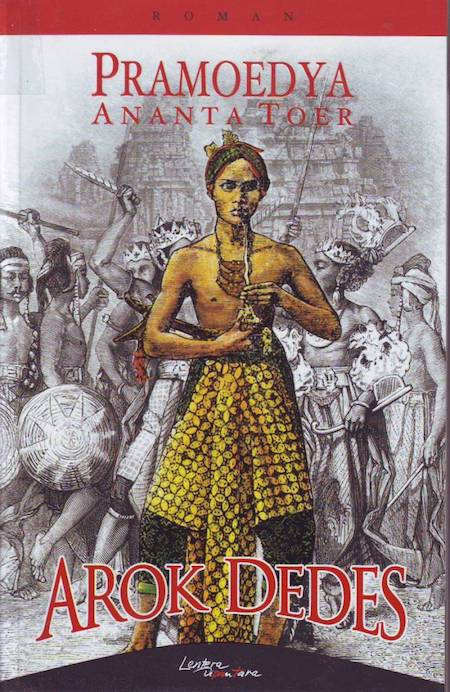 ROMAN
PRAMOEDYA
ANANTA TOER
AROK DEDES
Lentera
Dipantara